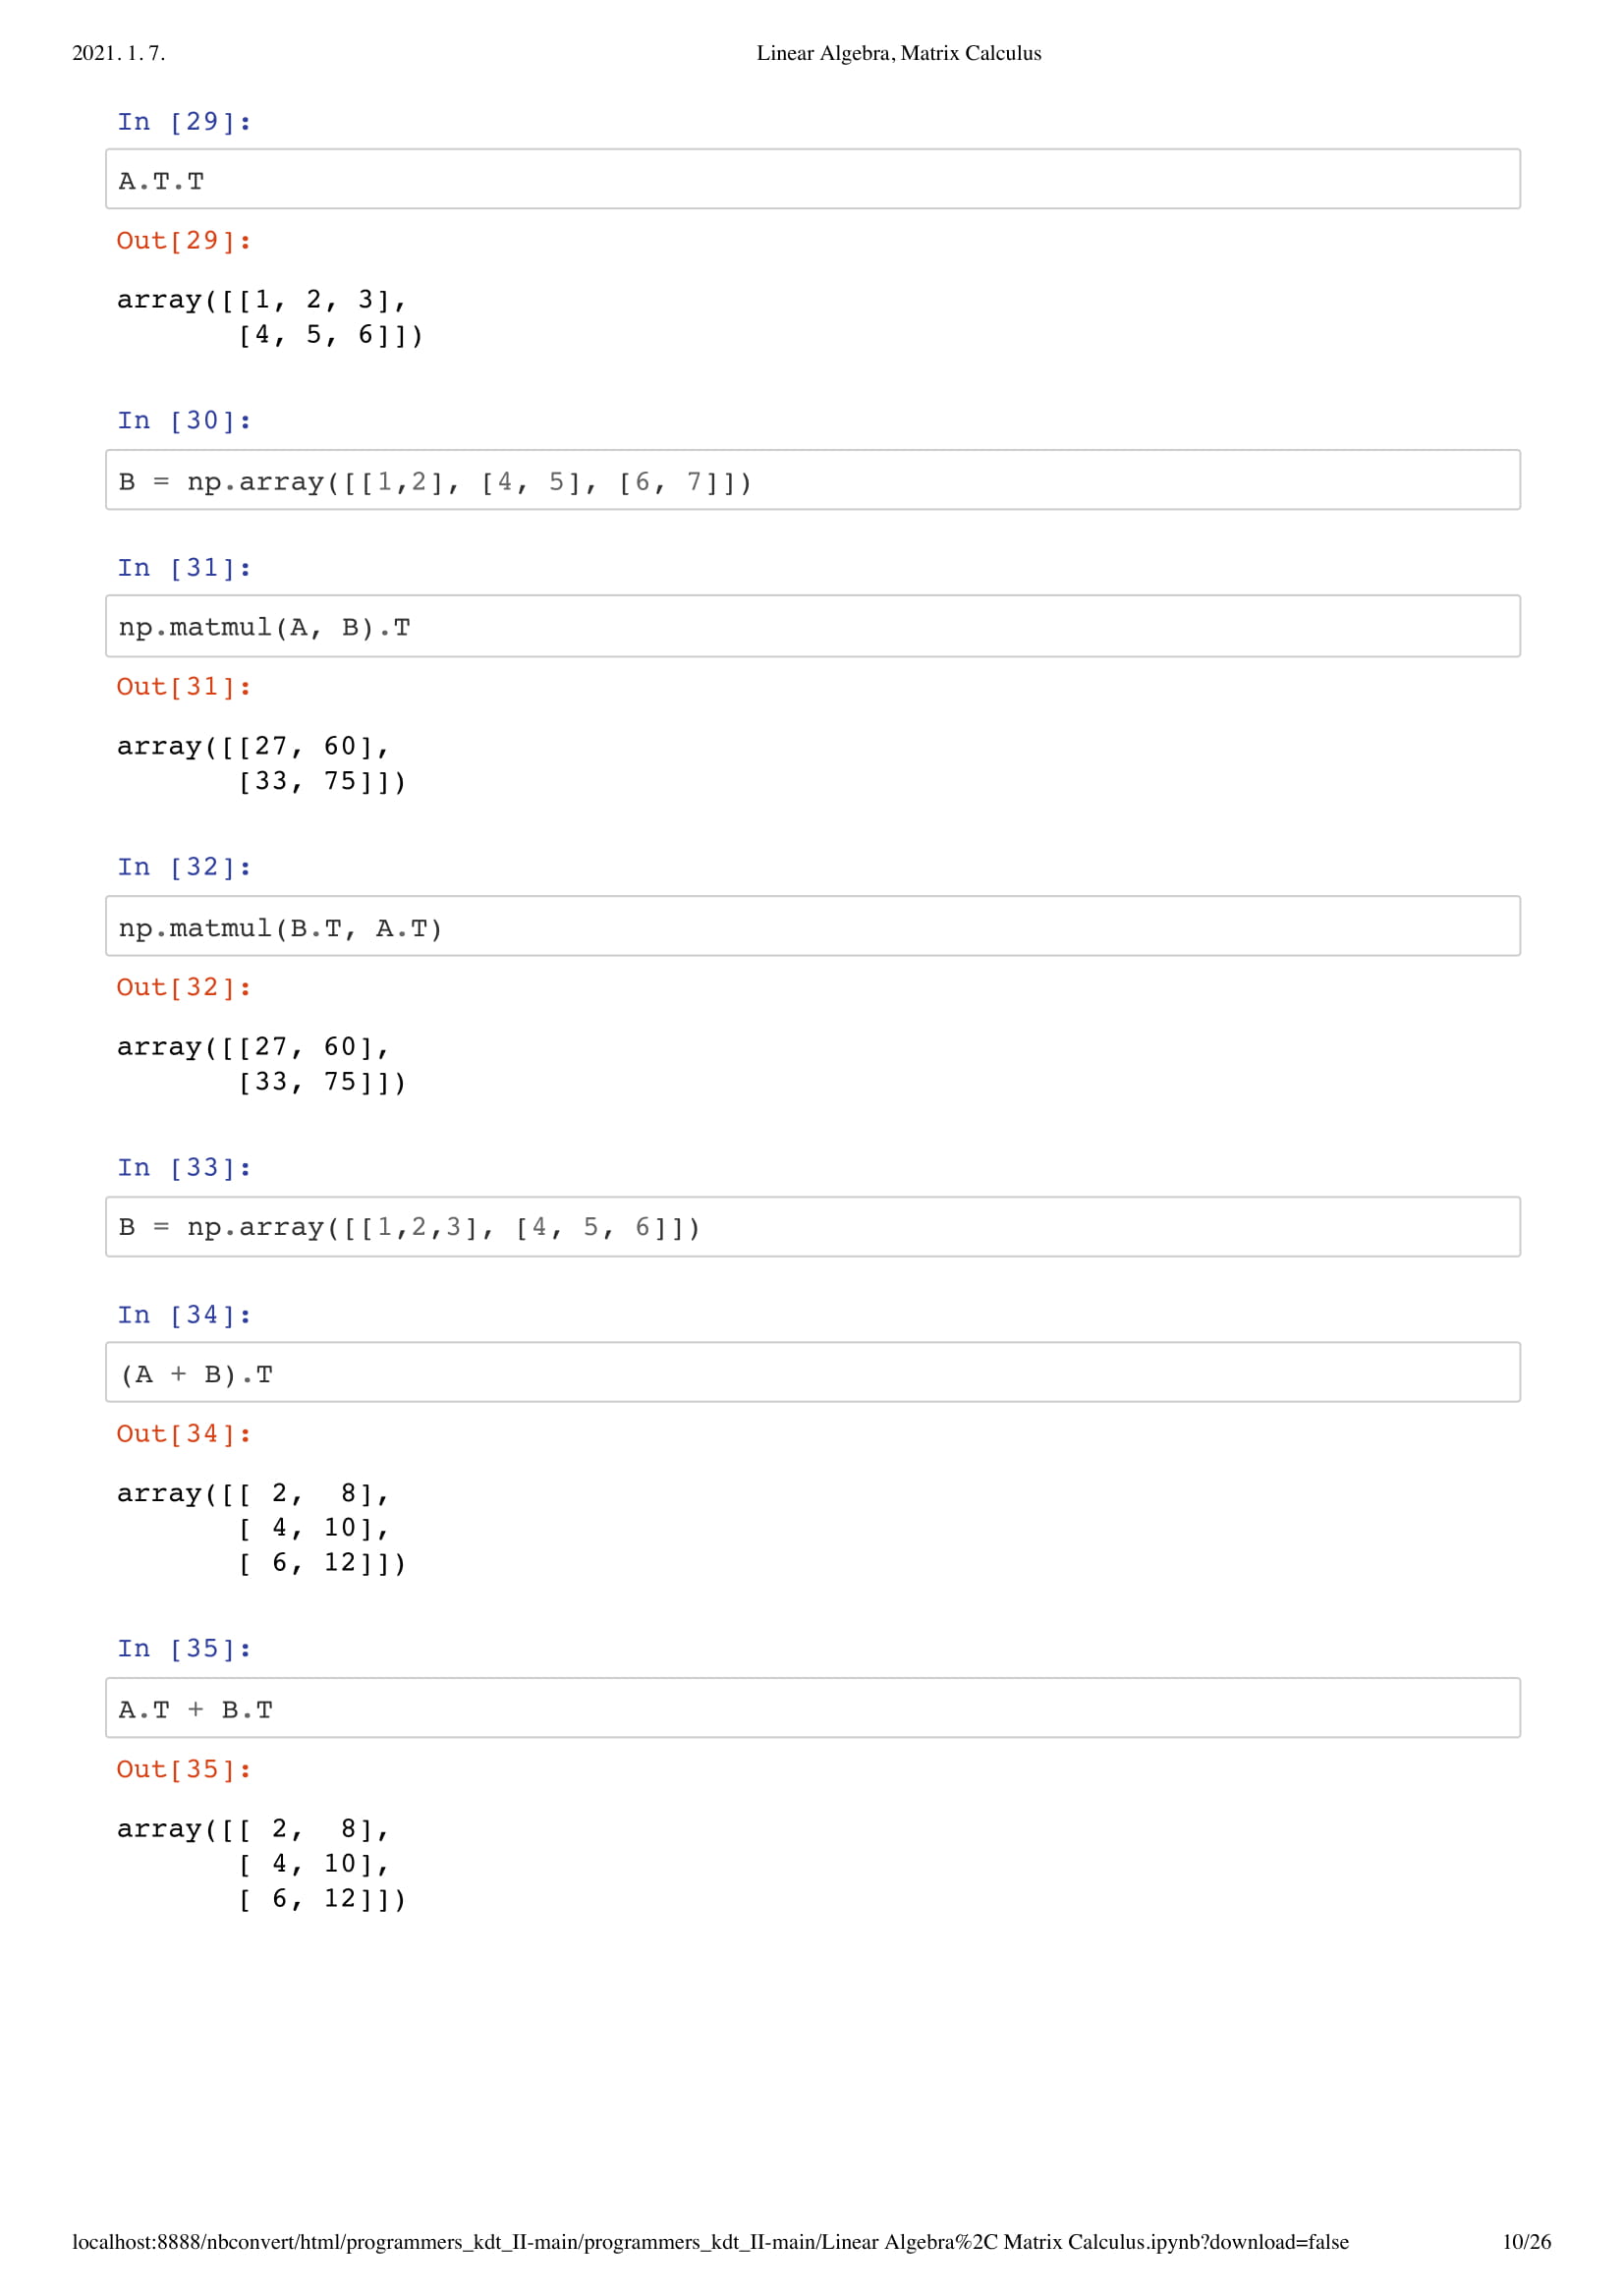 2021. 1. 7.
Linear Algebra, Matrix Calculus
In [29]:
A.T.T
Out[29]:
array([[1, 2, 3],
       [4, 5, 6]])
In [30]:
B = np.array([[1,2], [4, 5], [6, 7]])
In [31]:
np.matmul(A, B).T
Out[31]:
array([[27, 60],
       [33, 75]])
In [32]:
np.matmul(B.T, A.T)
Out[32]:
array([[27, 60],
       [33, 75]])
In [33]:
B = np.array([[1,2,3], [4, 5, 6]])
In [34]:
(A + B).T
Out[34]:
array([[ 2,  8],
       [ 4, 10],
       [ 6, 12]])
In [35]:
A.T + B.T
Out[35]:
array([[ 2,  8],
       [ 4, 10],
       [ 6, 12]])
localhost:8888/nbconvert/html/programmers_kdt_II-main/programmers_kdt_II-main/Linear Algebra%2C Matrix Calculus.ipynb?download=false
10/26